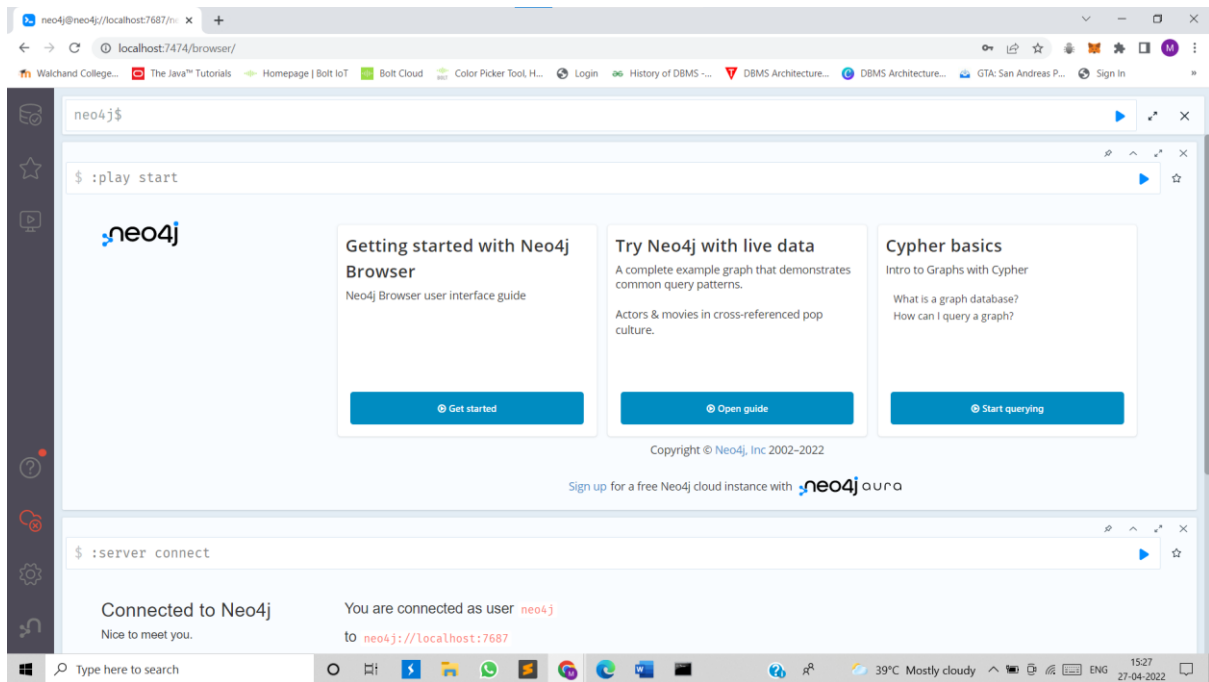 neo4j@neo4j://localhost:7687/ne
localhost:7474/browser/
M
Walchand College... The Java™ Tutorials Homepage | Bolt IoT Bolt Cloud Color Picker Tool, H... Login History of DBMS -... DBMS Architecture... DBMS Architecture... GTA: San Andreas P... Sign In »
neo4j$
$ :play start
neo4j
Getting started with Neo4j
Browser
Neo4j Browser user interface guide
Get started
Try Neo4j with live data
A complete example graph that demonstrates
common query patterns.
Actors & movies in cross-referenced pop
culture.
Open guide
Cypher basics
Intro to Graphs with Cypher
What is a graph database?
How can I query a graph?
Start querying
Copyright © Neo4j, Inc 2002–2022
Sign up for a free Neo4j cloud instance with neo4j aura
$ :server connect
Connected to Neo4j
Nice to meet you.
You are connected as user neo4j
to neo4j://localhost:7687
Type here to search
39°C Mostly cloudy
ENG
15:27
27-04-2022